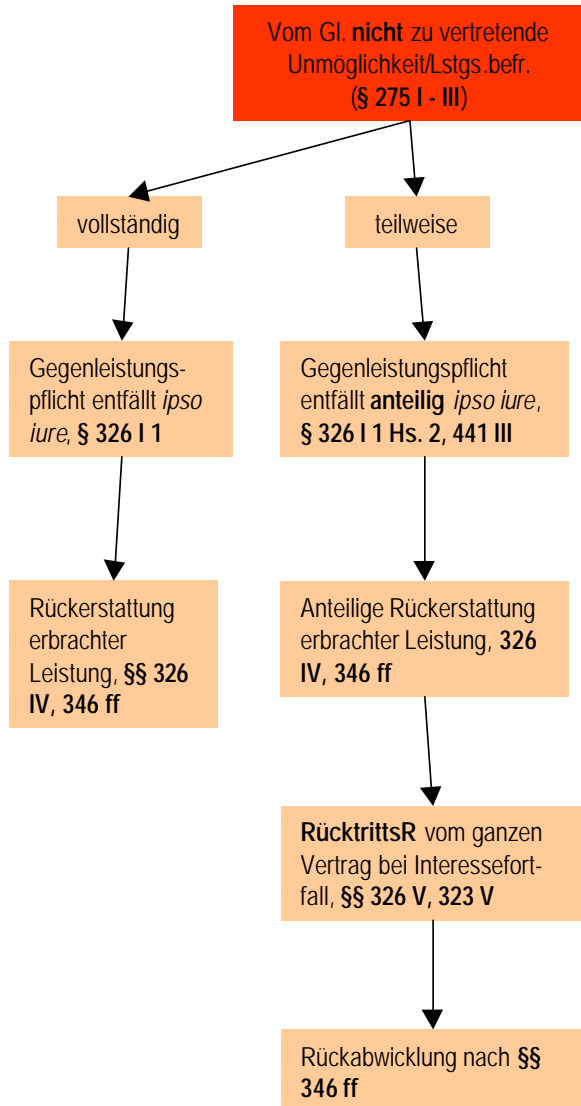 Vom Gl. nicht zu vertretende
Unmöglichkeit/Lstgs.befr.
(§ 275 I - III)
vollständig
teilweise
Gegenleistungs-
pflicht entfällt ipso
iure, § 326 I 1
Gegenleistungspflicht
entfällt anteilig ipso iure,
§ 326 I 1 Hs. 2, 441 III
Rückerstattung
erbrachter
Leistung, §§ 326
IV, 346 ff
Anteilige Rückerstattung
erbrachter Leistung, 326
IV, 346 ff
RücktrittsR vom ganzen
Vertrag bei Interessefort-
fall, §§ 326 V, 323 V
Rückabwicklung nach §§
346 ff